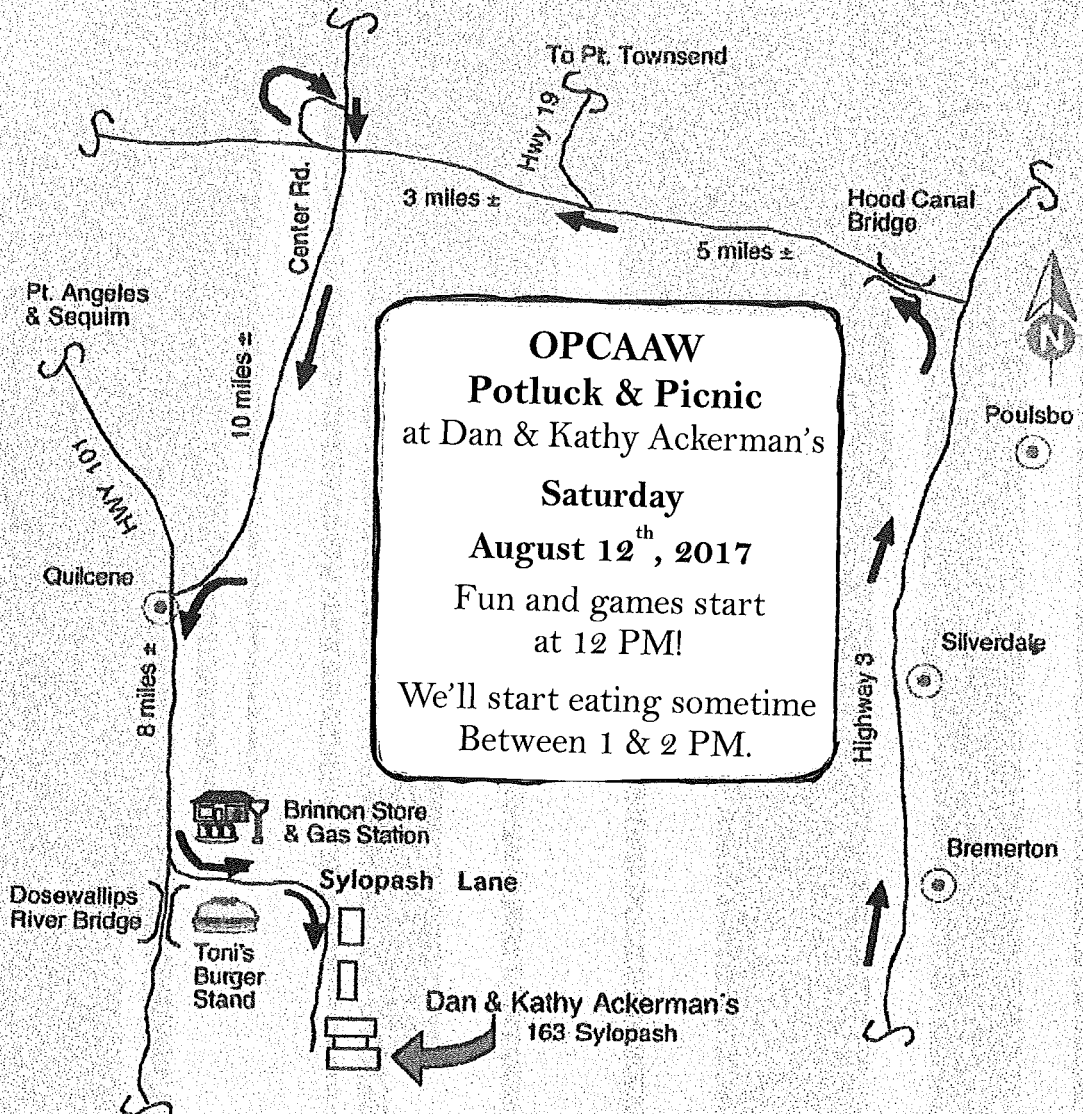 To Pt. Townsend
Hwy 19
Center Rd.
3 miles ±
Hood Canal
Bridge
5 miles ±
Pt. Angeles
& Sequim
10 miles ±
N
OPCAAW
Potluck & Picnic
at Dan & Kathy Ackerman's
Saturday
August 12th, 2017
Fun and games start
at 12 PM!
We'll start eating sometime
Between 1 & 2 PM.
Poulsbo
HWY 101
Quilcene
8 miles ±
Highway 3
Silverdale
Brinnon Store
& Gas Station
Bremerton
Sylopash Lane
Dosewallips
River Bridge
Toni's
Burger
Stand
Dan & Kathy Ackerman's
163 Sylopash